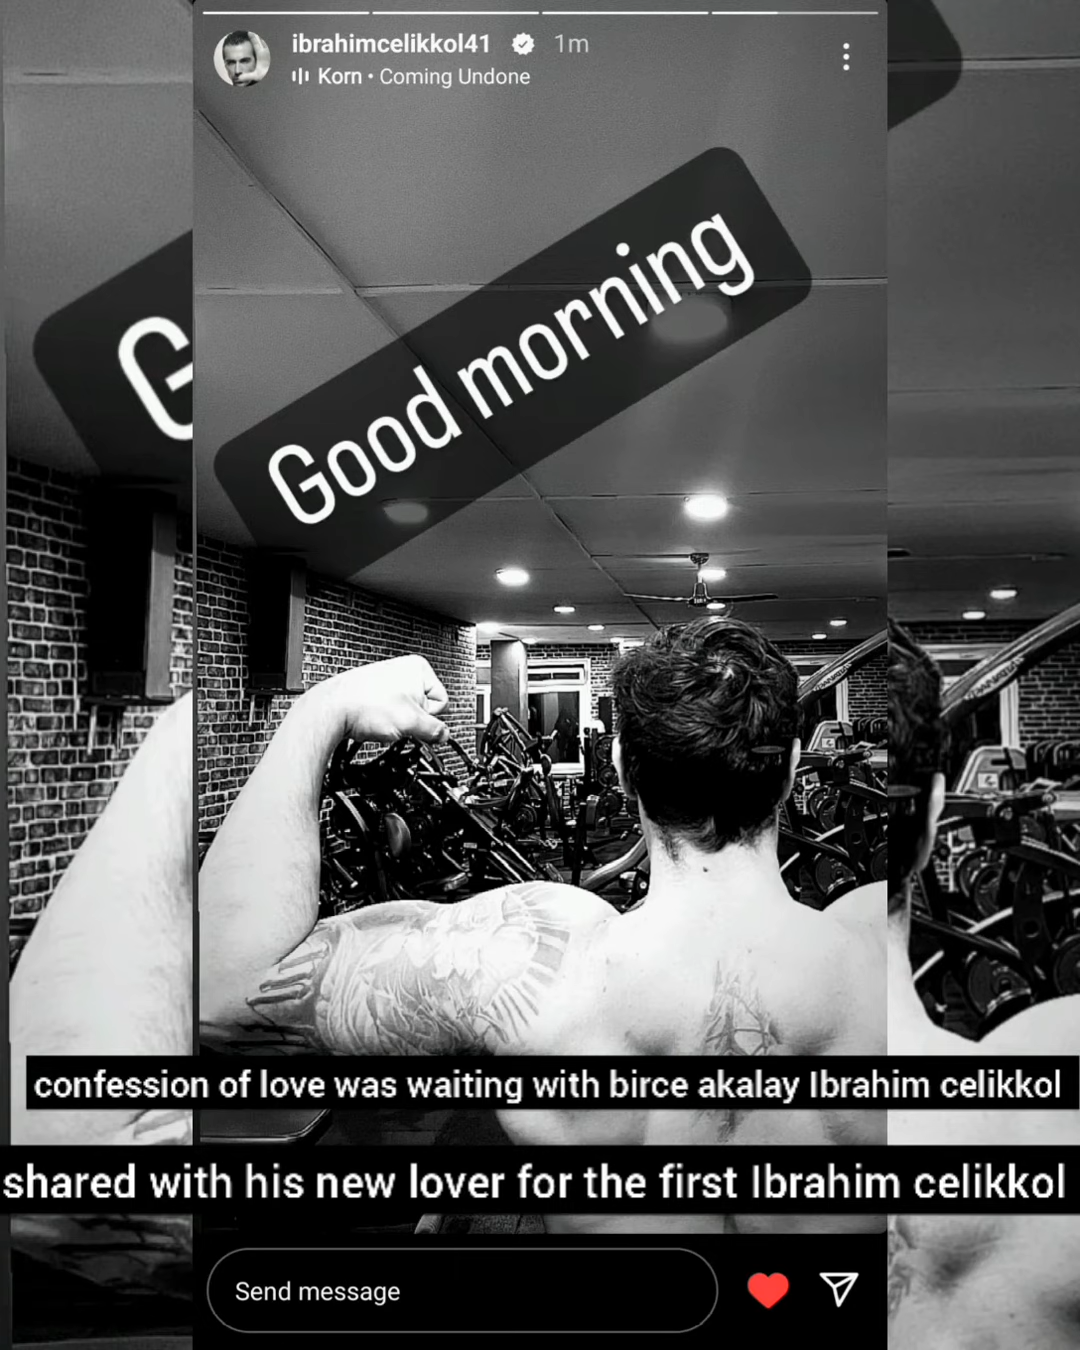 ibrahimcelikkol41 1m
Korn • Coming Undone
Good morning
G
confession of love was waiting with birce akalay Ibrahim celikkol
shared with his new lover for the first Ibrahim celikkol
Send message